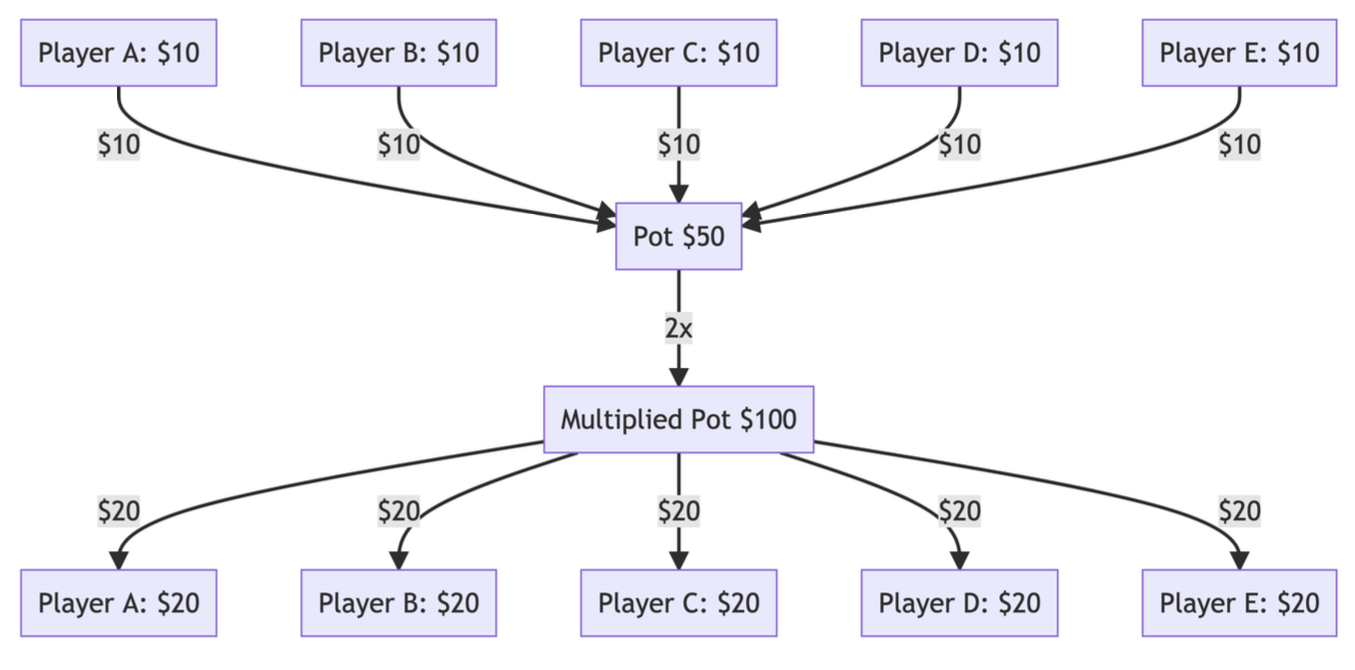 Player A: $10
Player B: $10
Player C: $10
Player D: $10
Player E: $10
$10
$10
$10
$10
$10
Pot $50
2x
Multiplied Pot $100
$20
$20
$20
$20
$20
Player A: $20
Player B: $20
Player C: $20
Player D: $20
Player E: $20